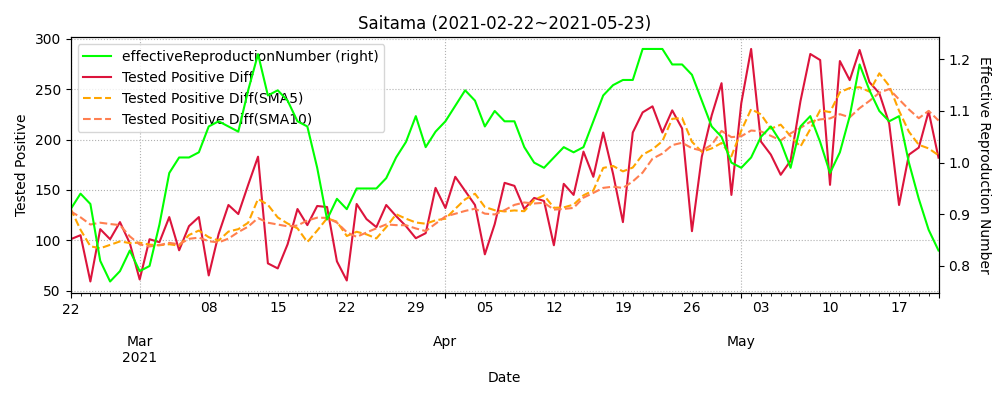 Saitama (2021-02-22~2021-05-23)
effectiveReproductionNumber (right)
Tested Positive Diff
Tested Positive Diff(SMA5)
Tested Positive Diff(SMA10)
Tested Positive
300
250
200
150
100
50
1.2
1.1
1.0
0.9
0.8
Effective Reproduction Number
22 08 15 22 29 05 12 19 26 03 10 17
Mar Apr May
2021
Date